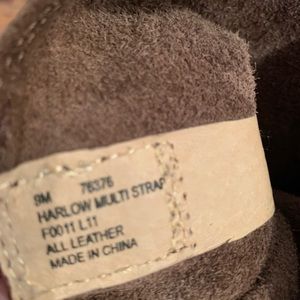 9M 76376
HARLOW MULTI STRAP
F0011 L11
ALL LEATHER
MADE IN CHINA